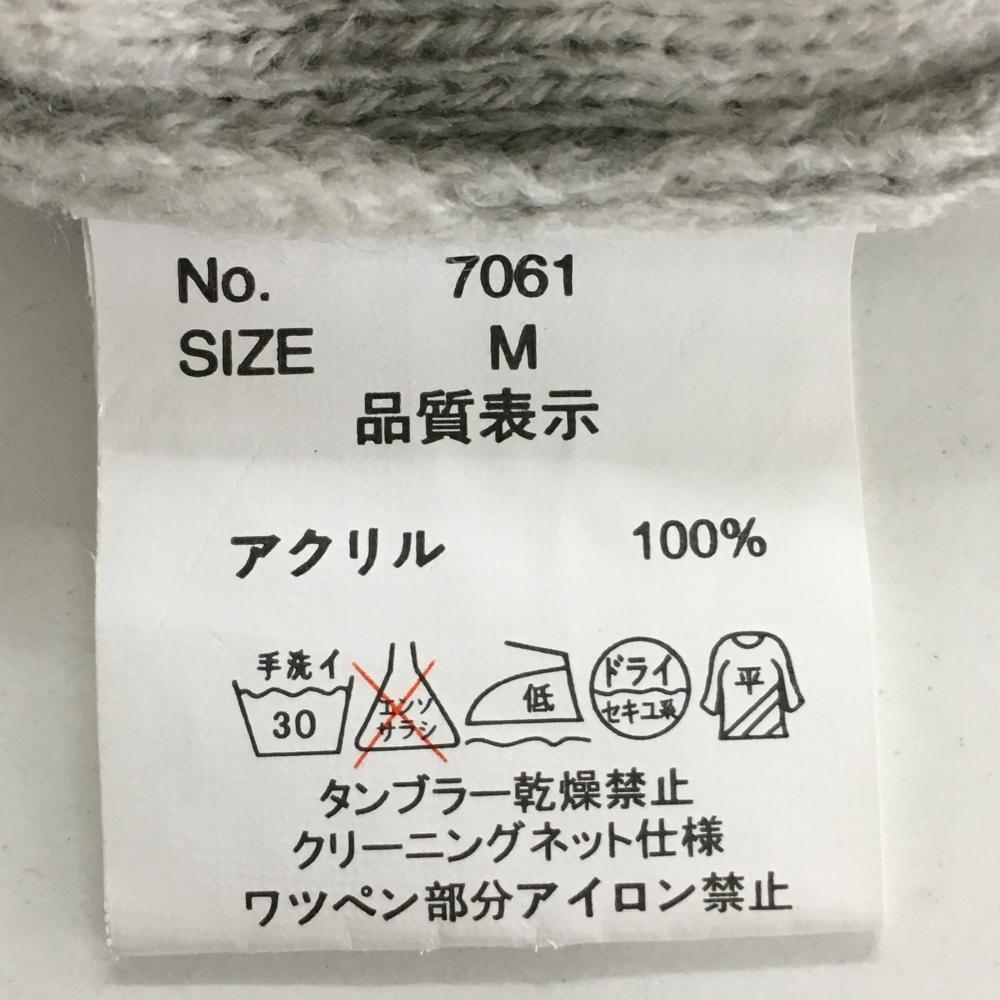 No. 7061
SIZE M
品質表示
アクリル 100%
手洗イ
30
エンソ
サラシ
低
ドライ
セキユ系
平
タンブラー乾燥禁止
クリーニングネット仕様
ワツペン部分アイロン禁止